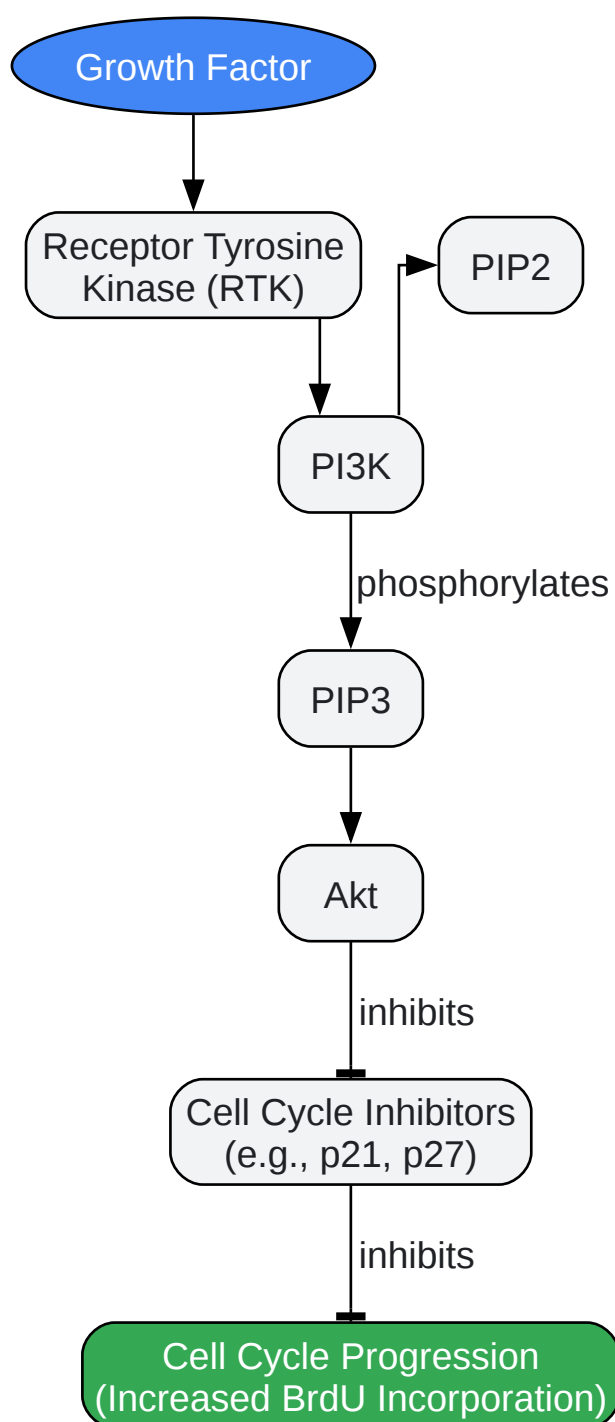 Growth Factor
Receptor Tyrosine
Kinase (RTK)
PIP2
PI3K
phosphorylates
PIP3
Akt
inhibits
Cell Cycle Inhibitors
(e.g., p21, p27)
inhibits
Cell Cycle Progression
(Increased BrdU Incorporation)